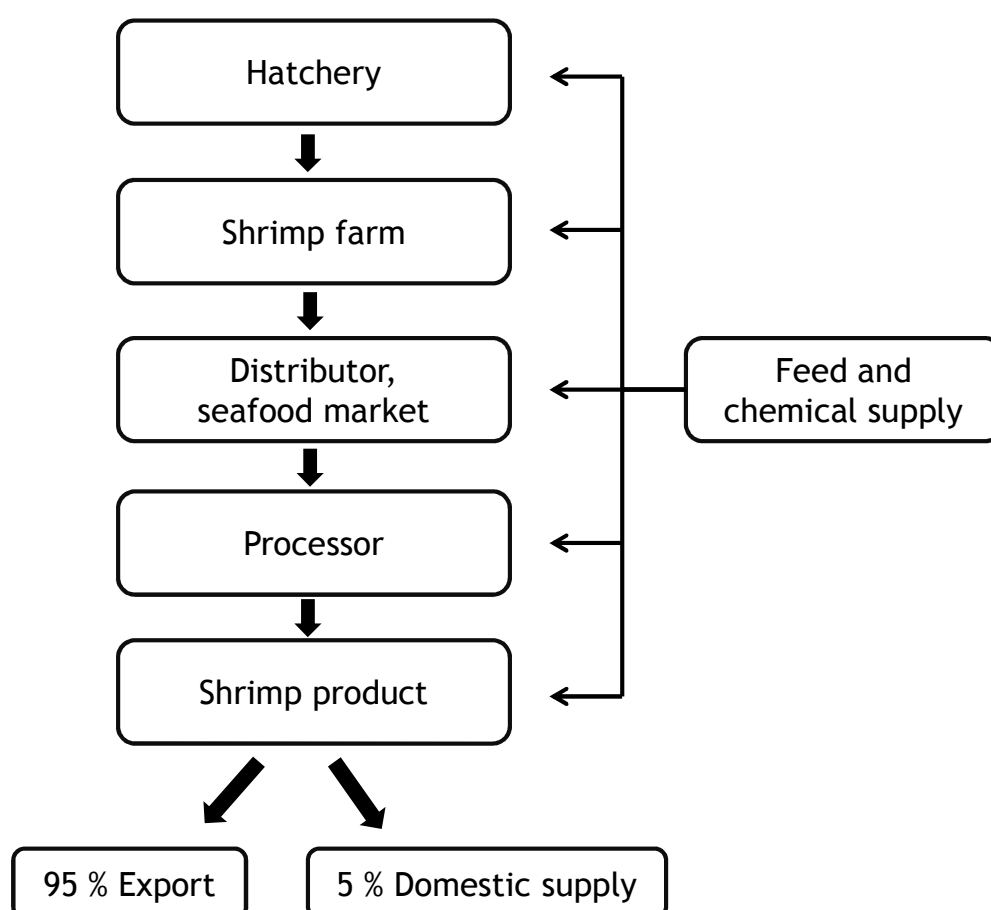 Hatchery
Shrimp farm
Distributor,
seafood market
Feed and
chemical supply
Processor
Shrimp product
95 % Export
5 % Domestic supply